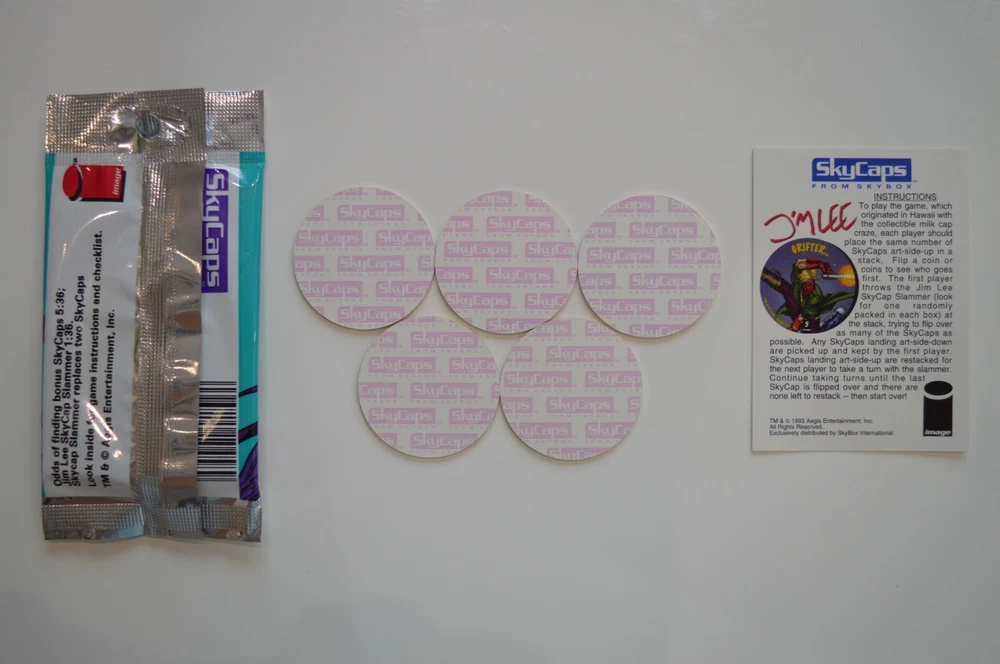 image
TM
SkyCaps
Odds of finding bonus SkyCaps 5:36;
Jim Lee SkyCap Slammer 1:36.
Skycap Slammer replaces two SkyCaps
Look inside for game instructions and checklist.
TM & © Aegis Entertainment, Inc.
SkyCaps
SkyCaps
SkyCaps
SkyCaps
SkyCaps
SkyCaps
FROM SKYBOX
INSTRUCTIONS
JIM LEE
GRIFTER
5
To play the game, which
originated in Hawaii with
the collectible milk cap
craze, each player should
place the same number of
SkyCaps art-side-up in a
stack. Flip a coin or
coins to see who goes
first. The first player
throws the Jim Lee
SkyCap Slammer (look
for one randomly
packed in each box) at
the stack, trying to flip over
as many of the SkyCaps as
possible. Any SkyCaps landing art-side-down
are picked up and kept by the first player.
SkyCaps landing art-side-up are restacked for
the next player to take a turn with the slammer.
Continue taking turns until the last
SkyCap is flipped over and there are
none left to restack – then start over!
TM & © 1993 Aegis Entertainment, Inc.
All Rights Reserved.
Exclusively distributed by SkyBox International.
image